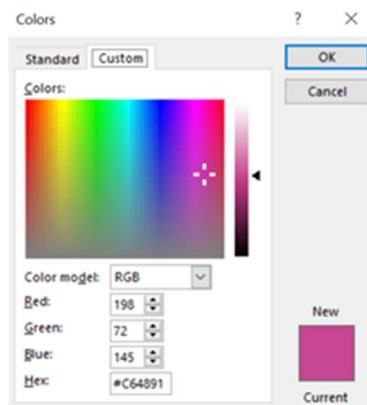 Colors ? ×
Standard Custom OK
Colors: Cancel
Color model: RGB
Red: 198
Green: 72
Blue: 145
Hex: #C64891
New
Current